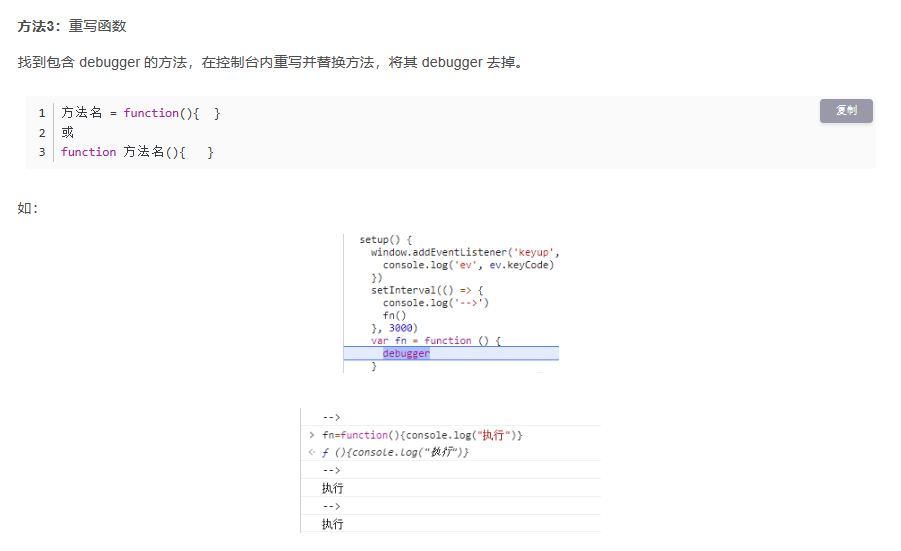 方法3：重写函数
找到包含 debugger 的方法，在控制台内重写并替换方法，将其 debugger 去掉。
复制
1 方法名 = function(){  }
2 或
3 function 方法名(){   }
如：
setup() {
window.addEventListener('keyup',
console.log('ev', ev.keyCode)
})
setInterval(() => {
console.log('-->')
fn()
}, 3000)
var fn = function () {
debugger
}
-->
> fn=function(){console.log("执行")}
<· ƒ (){console.log("执行")}
-->
执行
-->
执行